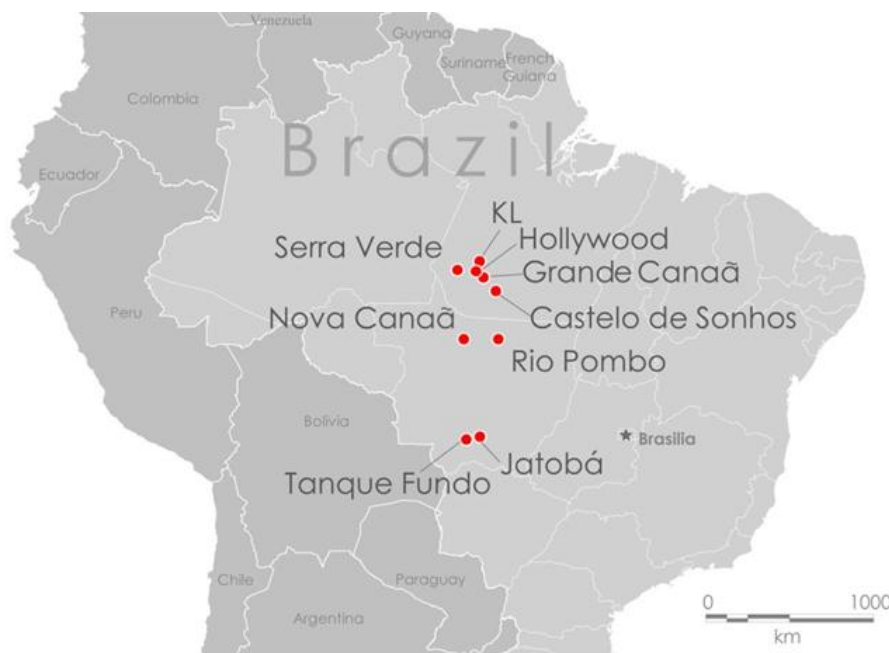 Venezuela
Guyana
Suriname
French
Guiana
Colombia
Brazil
Ecuador
KL
Hollywood
Serra Verde
Grande Canaã
Peru
Nova Canaã
Castelo de Sonhos
Rio Pombo
Bolivia
Brasilia
Jatobá
Tanque Fundo
Chile
Paraguay
Argentina
0 1000
km